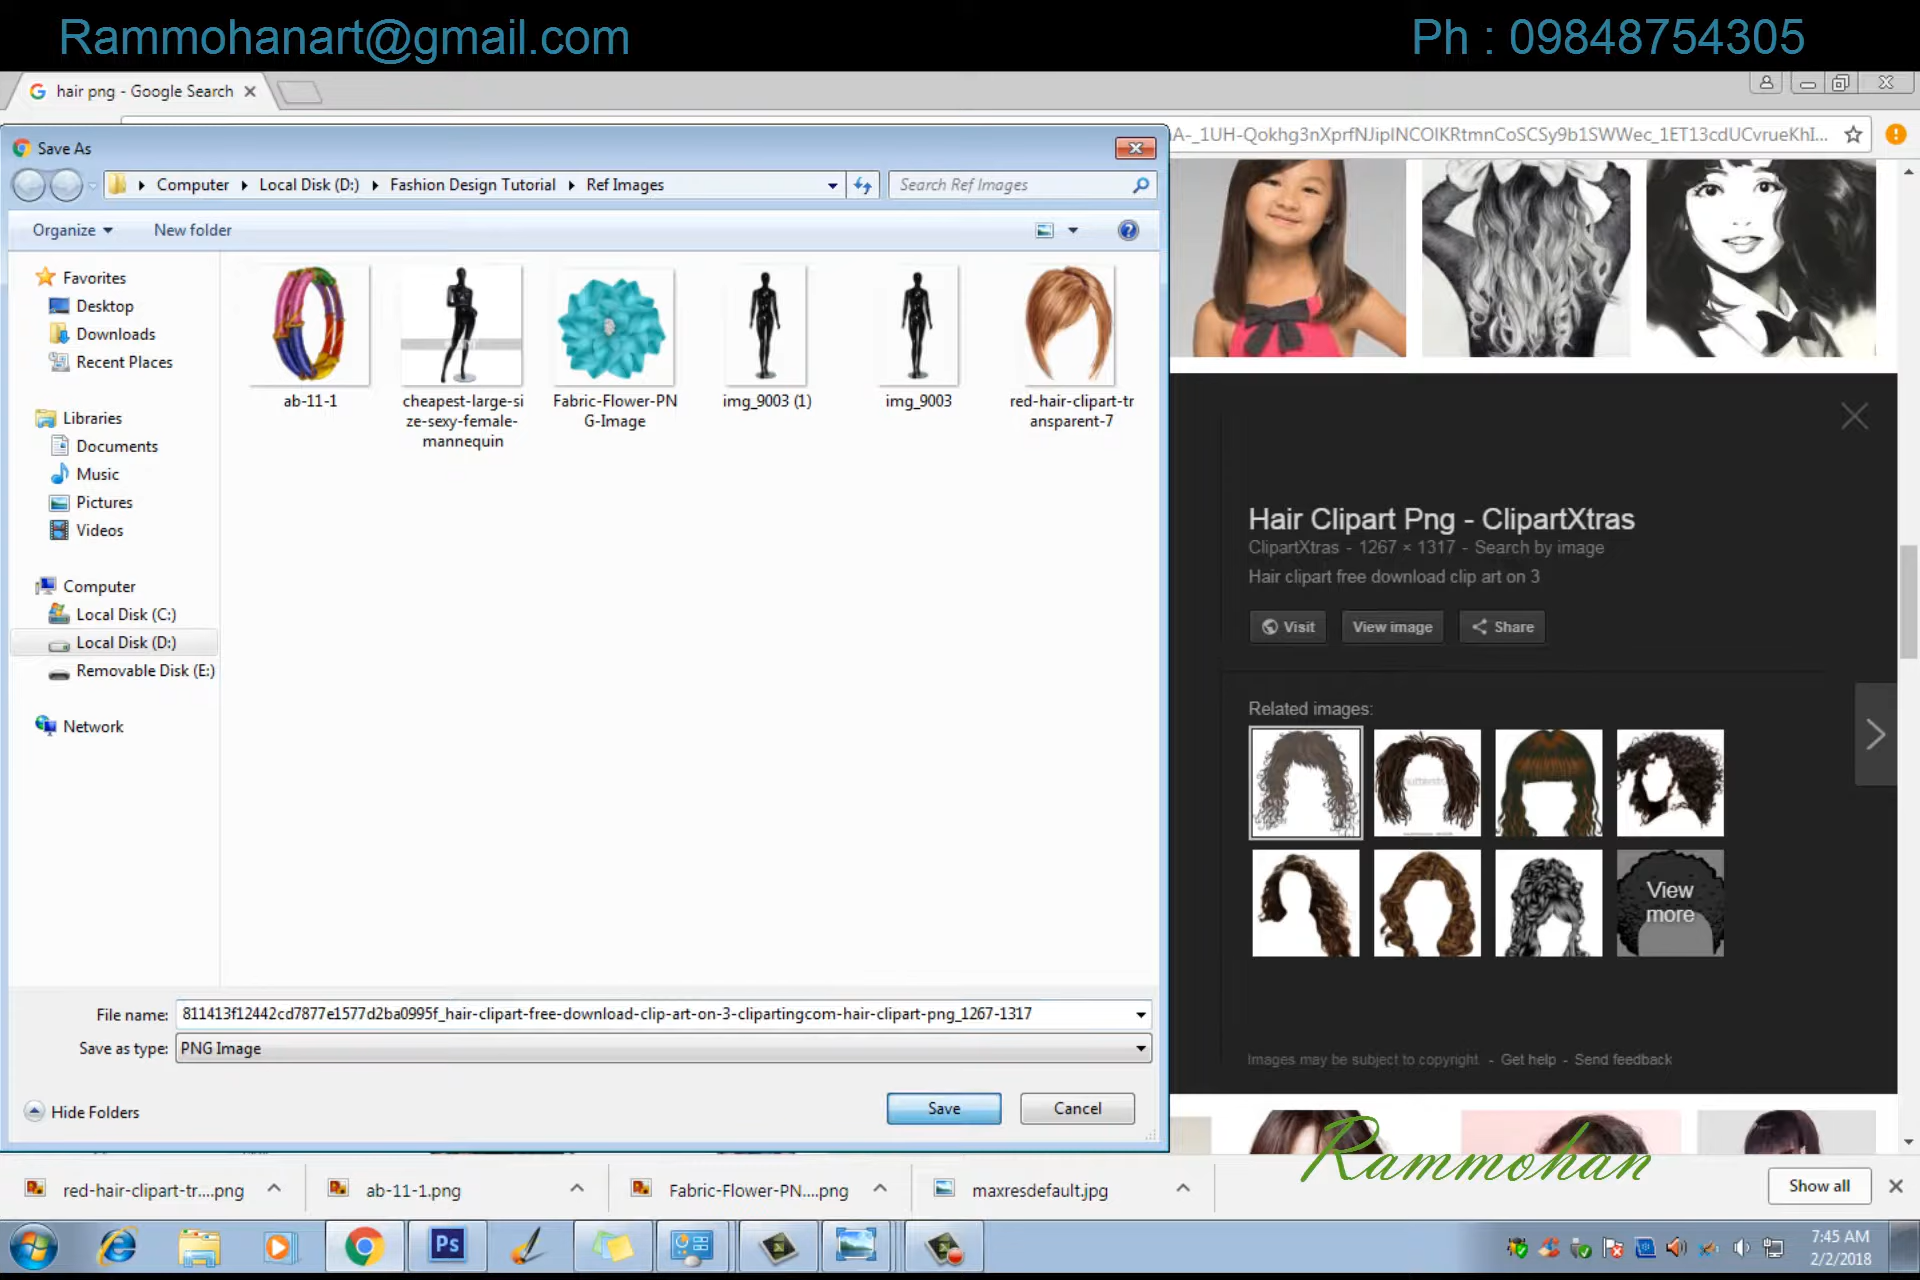 Rammohanart@gmail.com
Ph : 09848754305
hair png - Google Search
A-_1UH-Qokhg3nXprfNJipINCOIKRtmnCoSCSy9b1SWWec_1ET13cdUCvrueKhI...
Save As
Computer
Local Disk (D:)
Fashion Design Tutorial
Ref Images
Search Ref Images
Organize
New folder
Favorites
Desktop
Downloads
Recent Places
Libraries
Documents
Music
Pictures
Videos
Computer
Local Disk (C:)
Local Disk (D:)
Removable Disk (E:)
Network
ab-11-1
cheapest-large-si
ze-sexy-female-
mannequin
Fabric-Flower-PN
G-Image
img_9003 (1)
img_9003
red-hair-clipart-tr
ansparent-7
Hair Clipart Png - ClipartXtras
ClipartXtras - 1267 × 1317 - Search by image
Hair clipart free download clip art on 3
Visit
View image
Share
Related images:
View
more
Images may be subject to copyright. - Get help - Send feedback
File name: 811413f12442cd7877e1577d2ba0995f_hair-clipart-free-download-clip-art-on-3-clipartingcom-hair-clipart-png_1267-1317
Save as type: PNG Image
Hide Folders
Save
Cancel
Rammohan
red-hair-clipart-tr....png
ab-11-1.png
Fabric-Flower-PN....png
maxresdefault.jpg
Show all
Ps
7:45 AM
2/2/2018